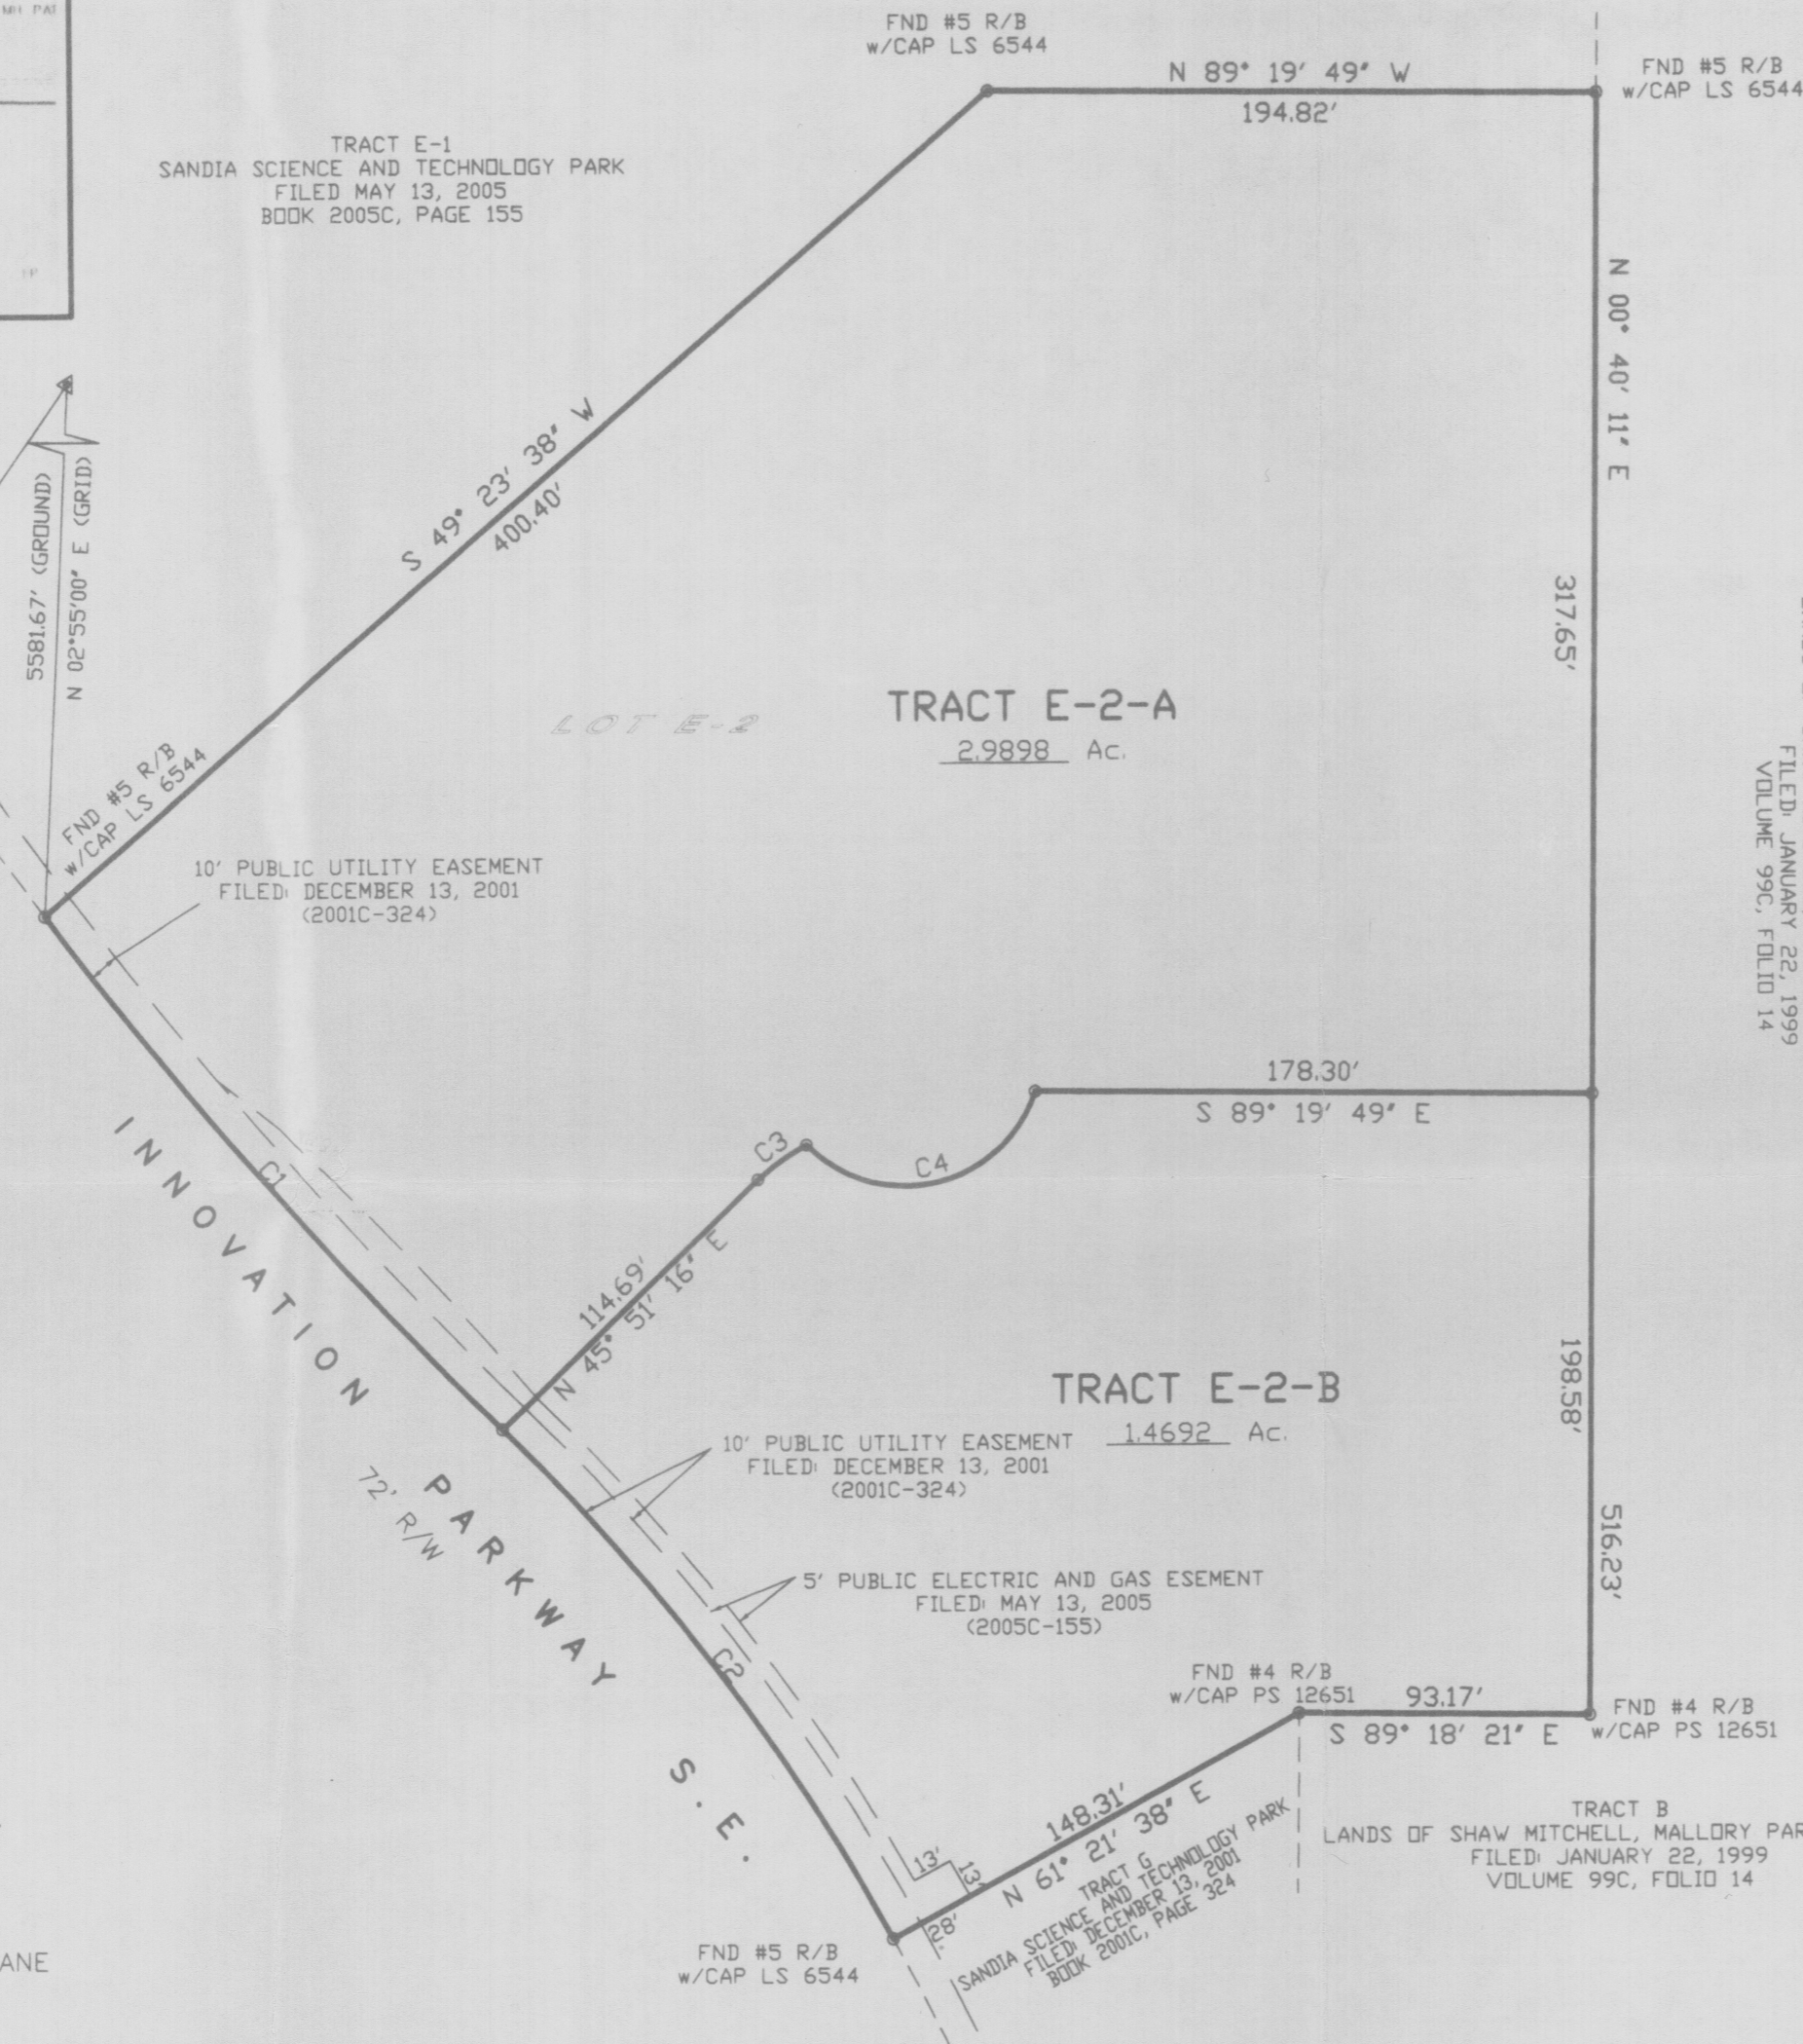 MH PAI
FND #5 R/B
w/CAP LS 6544
N 89° 19′ 49″ W
194.82′
FND #5 R/B
w/CAP LS 6544
TRACT E-1
SANDIA SCIENCE AND TECHNOLOGY PARK
FILED MAY 13, 2005
BOOK 2005C, PAGE 155
N 00° 40′ 11″ E
317.65′
S 49° 23′ 38″ W
400.40′
5581.67′ (GROUND)
N 02°55′00″ E (GRID)
LOT E-2
TRACT E-2-A
2.9898 Ac.
FND #5 R/B
w/CAP LS 6544
FILED: JANUARY 22, 1999
VOLUME 99C, FOLIO 14
10′ PUBLIC UTILITY EASEMENT
FILED: DECEMBER 13, 2001
(2001C-324)
178.30′
S 89° 19′ 49″ E
C3
C4
C1
INNOVATION PARKWAY S.E.
72' R/W
114.69′
N 45° 51′ 16″ E
TRACT E-2-B
1.4692 Ac.
198.58′
516.23′
10′ PUBLIC UTILITY EASEMENT
FILED: DECEMBER 13, 2001
(2001C-324)
5′ PUBLIC ELECTRIC AND GAS ESEMENT
FILED: MAY 13, 2005
(2005C-155)
C2
FND #4 R/B
w/CAP PS 12651
93.17′
S 89° 18′ 21″ E
FND #4 R/B
w/CAP PS 12651
148.31′
N 61° 21′ 38″ E
13′
13′
28′
TRACT G
SANDIA SCIENCE AND TECHNOLOGY PARK
FILED: DECEMBER 13, 2001
BOOK 2001C, PAGE 324
TRACT B
LANDS OF SHAW MITCHELL, MALLORY PAR
FILED: JANUARY 22, 1999
VOLUME 99C, FOLIO 14
FND #5 R/B
w/CAP LS 6544
ANE